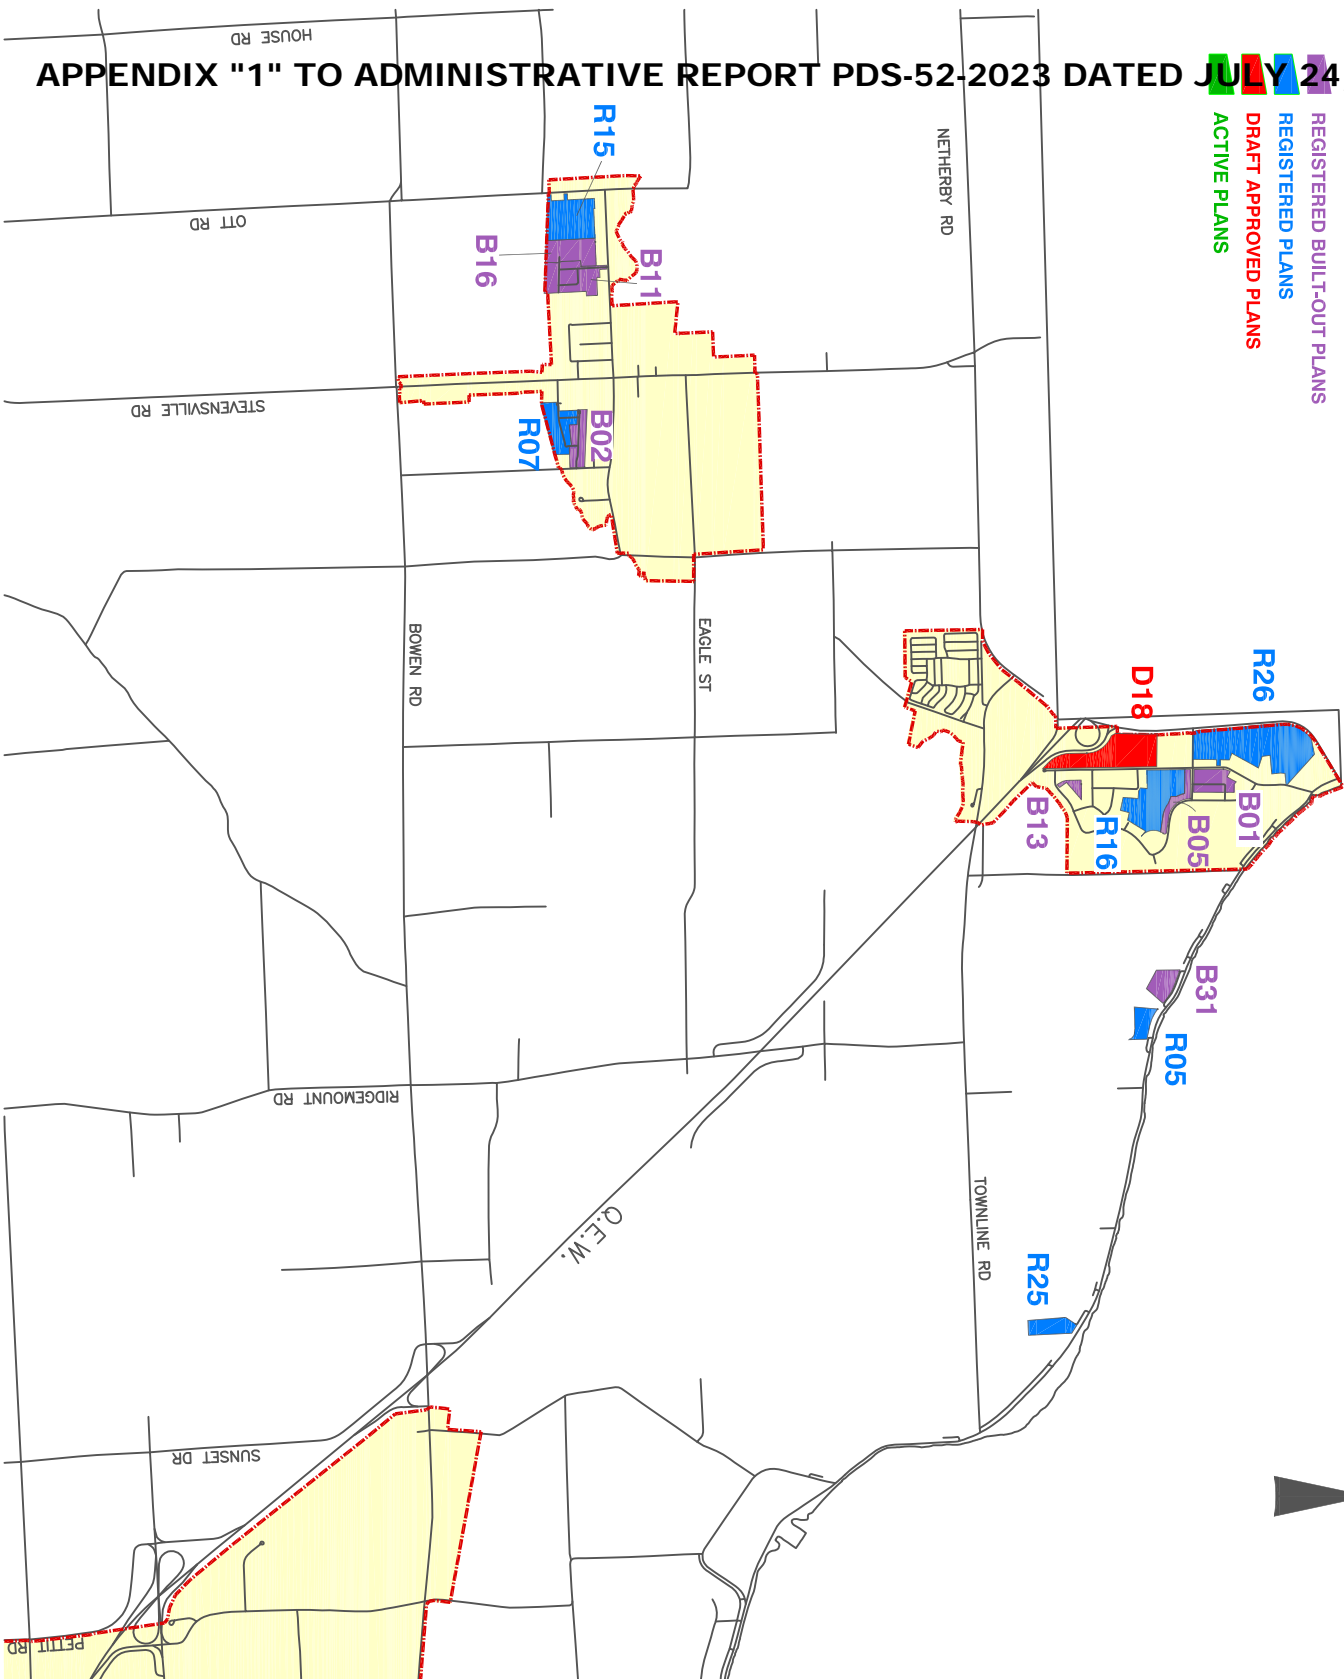 HOUSE RD
APPENDIX "1" TO ADMINISTRATIVE REPORT PDS-52-2023 DATED JULY 24
REGISTERED BUILT-OUT PLANS
REGISTERED PLANS
DRAFT APPROVED PLANS
ACTIVE PLANS
R15
NETHERBY RD
OTT RD
B16
B11
STEVENSVILLE RD
R07
B02
BOWEN RD
EAGLE ST
D18
R26
B13
R16
B05
B01
B31
R05
RIDGEMOUNT RD
Q.E.W.
TOWNLINE RD
R25
SUNSET DR
PETTIT RD